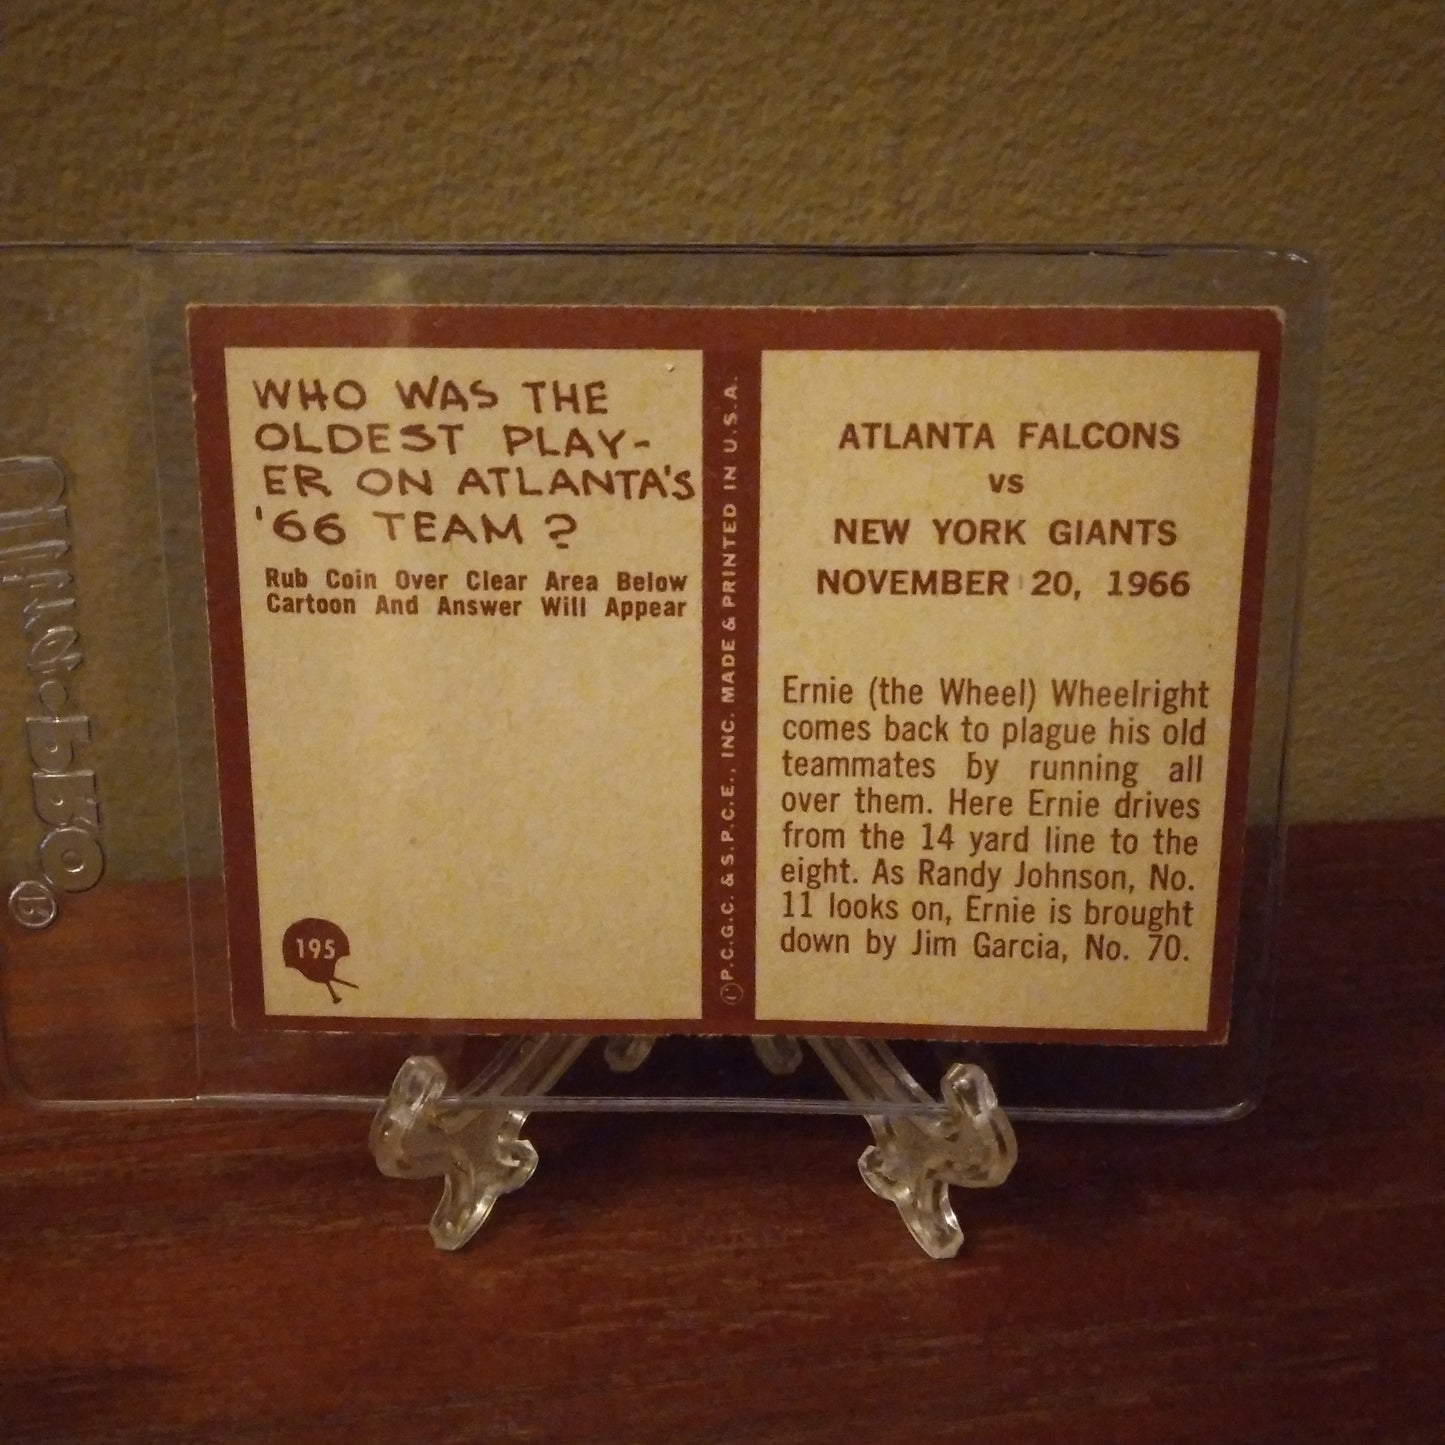 WHO WAS THE
OLDEST PLAY-
ER ON ATLANTA'S
'66 TEAM?
Rub Coin Over Clear Area Below
Cartoon And Answer Will Appear
195
© P.C.G.C. & S.P.C.E., INC. MADE & PRINTED IN U.S.A.
ATLANTA FALCONS
vs
NEW YORK GIANTS
NOVEMBER 20, 1966
Ernie (the Wheel) Wheelright
comes back to plague his old
teammates by running all
over them. Here Ernie drives
from the 14 yard line to the
eight. As Randy Johnson, No.
11 looks on, Ernie is brought
down by Jim Garcia, No. 70.